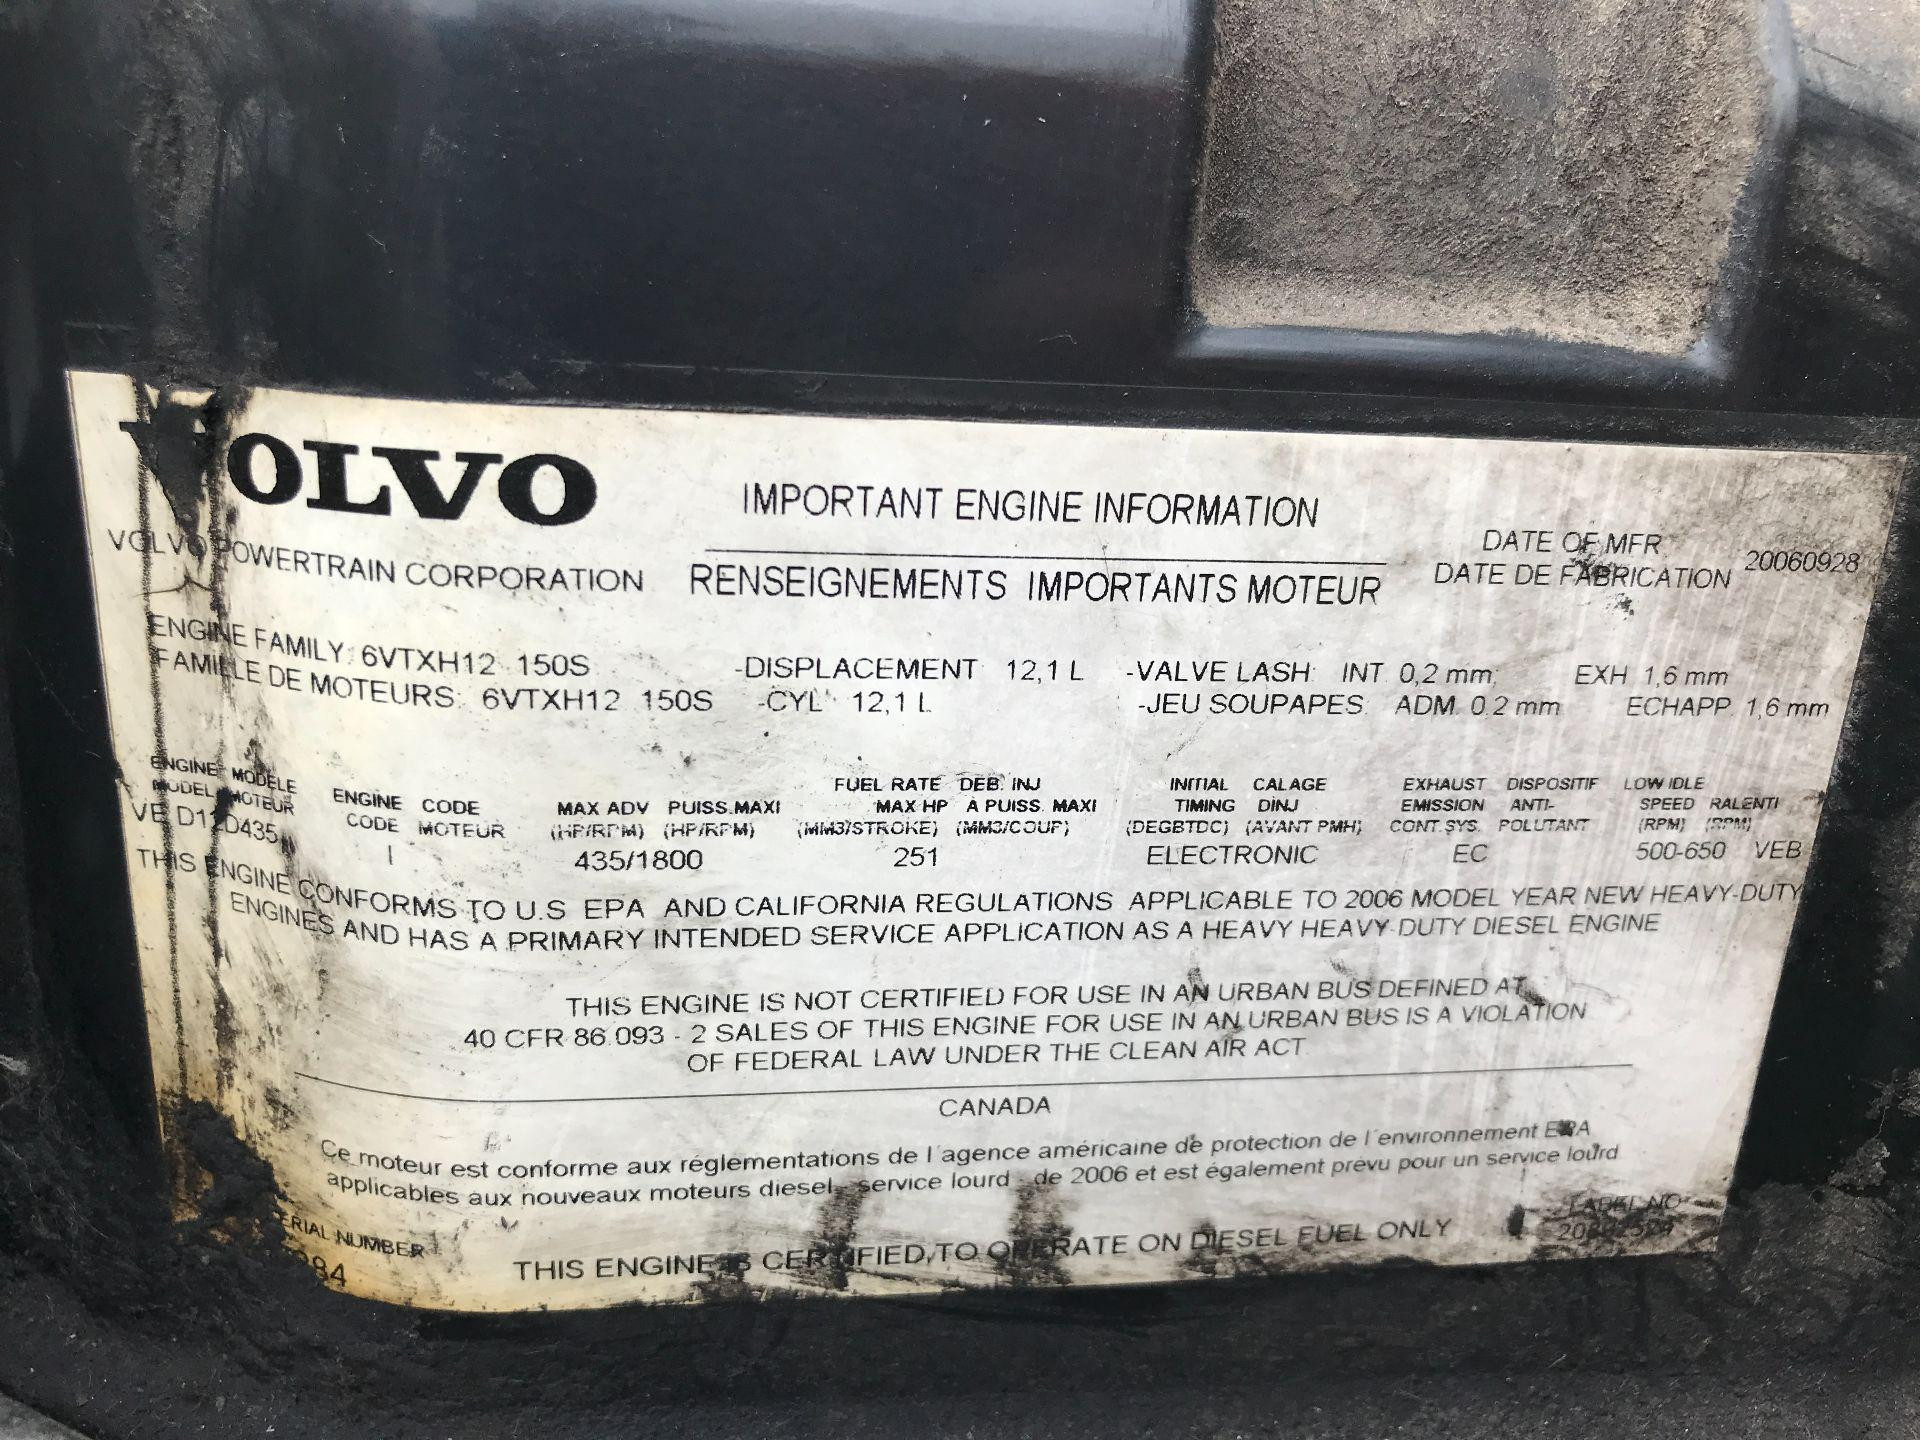 VOLVO
VOLVO POWERTRAIN CORPORATION
IMPORTANT ENGINE INFORMATION
RENSEIGNEMENTS IMPORTANTS MOTEUR
DATE OF MFR
DATE DE FABRICATION 20060928
ENGINE FAMILY: 6VTXH12 150S -DISPLACEMENT 12,1 L -VALVE LASH: INT 0,2 mm; EXH 1,6 mm
FAMILLE DE MOTEURS: 6VTXH12 150S -CYL 12,1 L -JEU SOUPAPES: ADM. 0.2 mm ECHAPP. 1,6 mm
ENGINE MODÈLE FUEL RATE DEB. INJ INITIAL CALAGE EXHAUST DISPOSITIF LOW IDLE
MODEL MOTEUR ENGINE CODE MAX ADV PUISS.MAXI MAX HP A PUISS. MAXI TIMING D'INJ EMISSION ANTI- SPEED RALENTI
CODE MOTEUR (HP/RPM) (HP/RPM) (MM3/STROKE) (MM3/COUP) (DEGBTDC) (AVANT PMH) CONT.SYS. POLUTANT (RPM) (RPM)
VE D12D435 I 435/1800 251 ELECTRONIC EC 500-650 VEB
THIS ENGINE CONFORMS TO U.S EPA AND CALIFORNIA REGULATIONS APPLICABLE TO 2006 MODEL YEAR NEW HEAVY-DUTY
ENGINES AND HAS A PRIMARY INTENDED SERVICE APPLICATION AS A HEAVY HEAVY-DUTY DIESEL ENGINE
THIS ENGINE IS NOT CERTIFIED FOR USE IN AN URBAN BUS DEFINED AT
40 CFR 86.093 - 2 SALES OF THIS ENGINE FOR USE IN AN URBAN BUS IS A VIOLATION
OF FEDERAL LAW UNDER THE CLEAN AIR ACT
CANADA
Ce moteur est conforme aux réglementations de l'agence américaine de protection de l'environnement EPA
applicables aux nouveaux moteurs diesel, service lourd - de 2006 et est également prévu pour un service lourd
SERIAL NUMBER
THIS ENGINE IS CERTIFIED, TO OPERATE ON DIESEL FUEL ONLY
LABEL NO